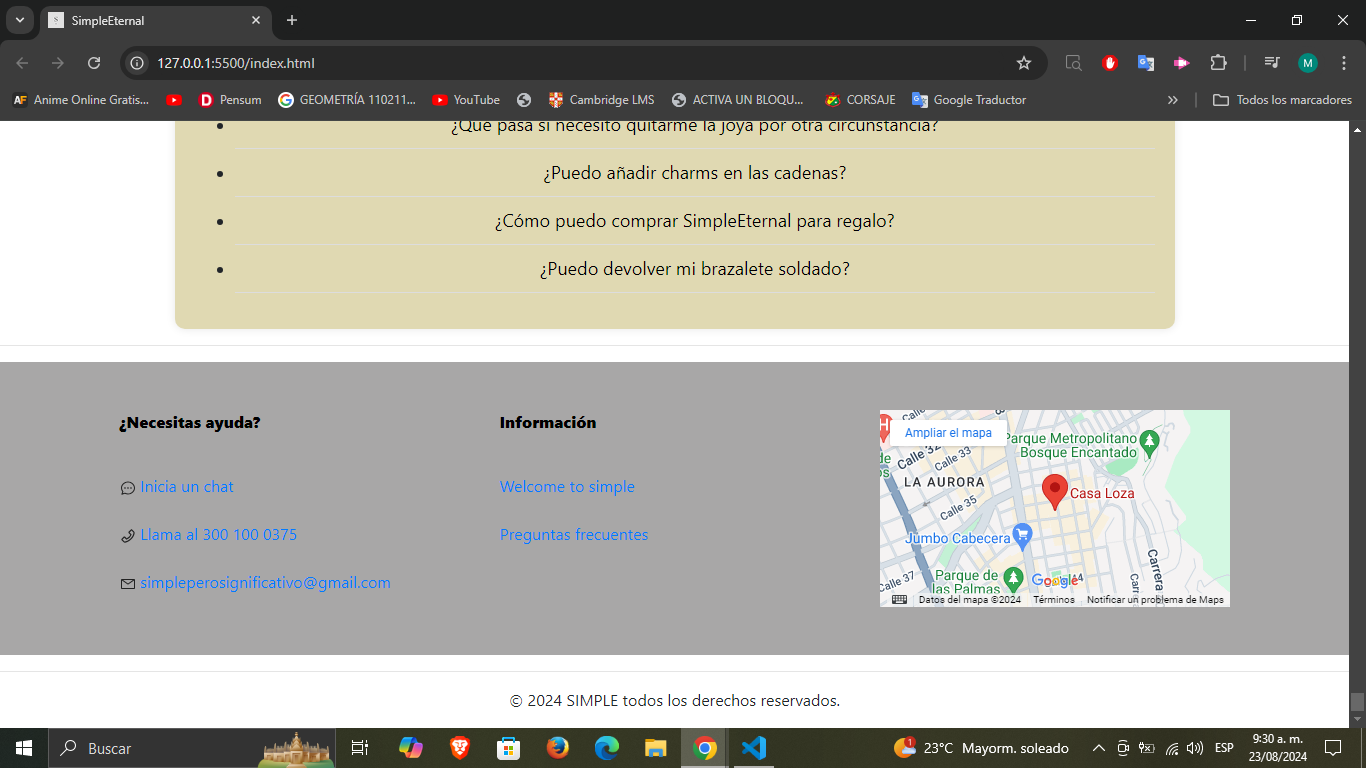 SimpleEternal
127.0.0.1:5500/index.html
M
AF Anime Online Gratis...
D Pensum
G GEOMETRÍA 110211...
YouTube
Cambridge LMS
ACTIVA UN BLOQU...
CORSAJE
Google Traductor
»
Todos los marcadores
¿Qué pasa si necesito quitarme la joya por otra circunstancia?
¿Puedo añadir charms en las cadenas?
¿Cómo puedo comprar SimpleEternal para regalo?
¿Puedo devolver mi brazalete soldado?
¿Necesitas ayuda?
Inicia un chat
Llama al 300 100 0375
simpleperosignificativo@gmail.com
Información
Welcome to simple
Preguntas frecuentes
Ampliar el mapa
Calle 32
Calle 33
Parque Metropolitano
Bosque Encantado
LA AURORA
Calle 35
Casa Loza
Jumbo Cabecera
Calle 37
Parque de
las Palmas
Google
Carrera
Datos del mapa ©2024
Términos
Notificar un problema de Maps
© 2024 SIMPLE todos los derechos reservados.
Buscar
1
23°C Mayorm. soleado
ESP
9:30 a. m.
23/08/2024